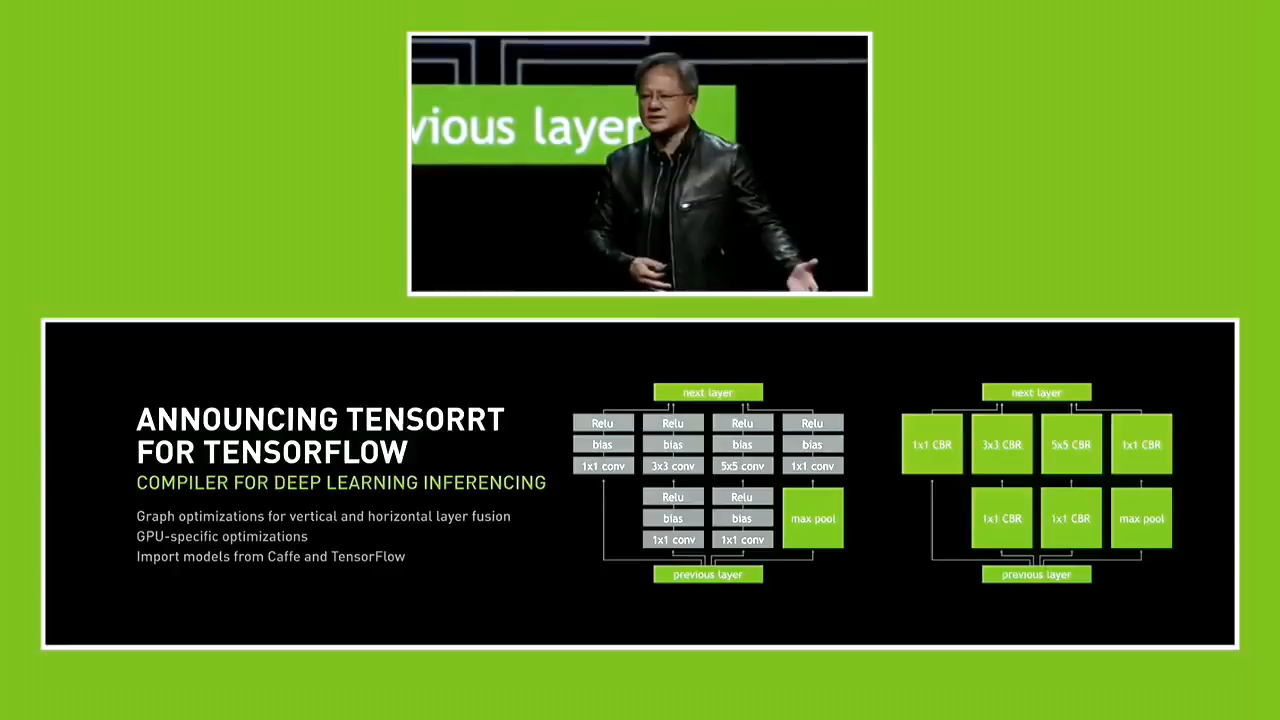 vious layer
ANNOUNCING TENSORRT
FOR TENSORFLOW
COMPILER FOR DEEP LEARNING INFERENCING
Graph optimizations for vertical and horizontal layer fusion
GPU-specific optimizations
Import models from Caffe and TensorFlow
next layer
Relu Relu Relu Relu
bias bias bias bias
1x1 conv 3x3 conv 5x5 conv 1x1 conv
Relu Relu
bias bias max pool
1x1 conv 1x1 conv
previous layer
next layer
1x1 CBR 3x3 CBR 5x5 CBR 1x1 CBR
1x1 CBR 1x1 CBR max pool
previous layer